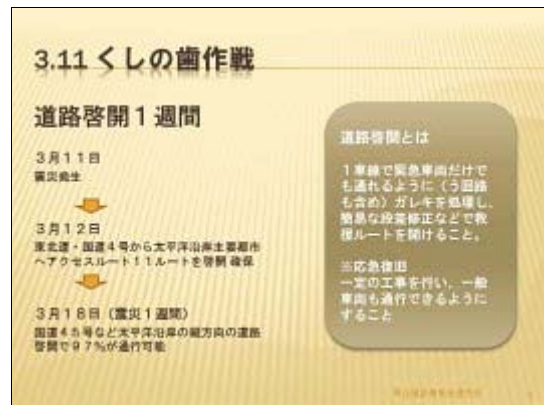 3.11 くしの歯作戦
道路啓開１週間
３月１１日
震災発生
３月１２日
東北道・国道４号から太平洋沿岸主要都市
へアクセスルート１１ルートを啓開 確保
３月１８日（震災１週間）
国道４５号など太平洋沿岸の縦方向の道路
啓開で９７％が通行可能
道路啓開とは
１車線で緊急車両だけで
も通れるように（う回路
も含め）ガレキを処理し、
簡易な段差修正などで救
援ルートを開けること。
※応急復旧
一定の工事を行い、一般
車両も通行できるように
すること